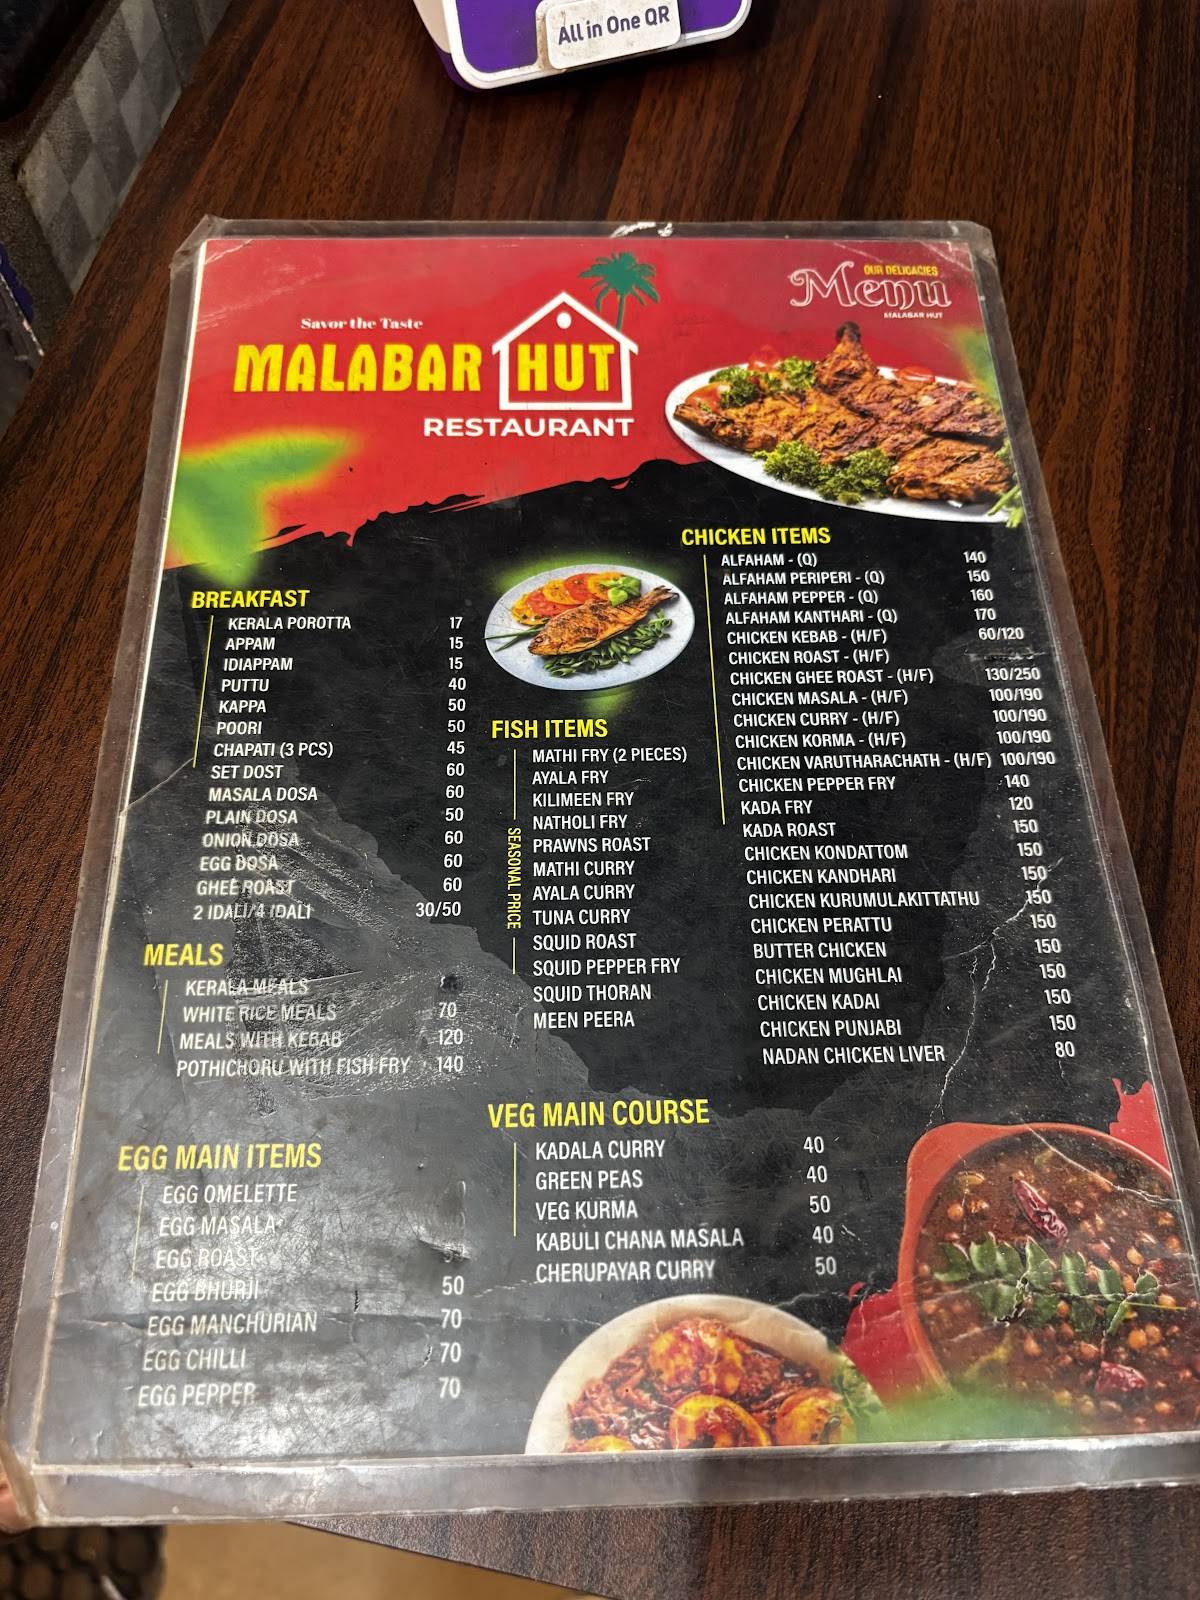 All in One QR
OUR DELICACIES
Menu
MALABAR HUT
Savor the Taste
MALABAR HUT
RESTAURANT
BREAKFAST
KERALA POROTTA 17
APPAM 15
IDIAPPAM 15
PUTTU 40
KAPPA 50
POORI 50
CHAPATI (3 PCS) 45
SET DOST 60
MASALA DOSA 60
PLAIN DOSA 50
ONION DOSA 60
EGG DOSA 60
GHEE ROAST 60
2 IDALI/4 IDALI 30/50
MEALS
KERALA MEALS
WHITE RICE MEALS 70
MEALS WITH KEBAB 120
POTHICHORU WITH FISH FRY 140
EGG MAIN ITEMS
EGG OMELETTE
EGG MASALA
EGG ROAST
EGG BHURJI 50
EGG MANCHURIAN 70
EGG CHILLI 70
EGG PEPPER 70
FISH ITEMS
SEASONAL PRICE
MATHI FRY (2 PIECES)
AYALA FRY
KILIMEEN FRY
NATHOLI FRY
PRAWNS ROAST
MATHI CURRY
AYALA CURRY
TUNA CURRY
SQUID ROAST
SQUID PEPPER FRY
SQUID THORAN
MEEN PEERA
VEG MAIN COURSE
KADALA CURRY 40
GREEN PEAS 40
VEG KURMA 50
KABULI CHANA MASALA 40
CHERUPAYAR CURRY 50
CHICKEN ITEMS
ALFAHAM - (Q) 140
ALFAHAM PERIPERI - (Q) 150
ALFAHAM PEPPER - (Q) 160
ALFAHAM KANTHARI - (Q) 170
CHICKEN KEBAB - (H/F) 60/120
CHICKEN ROAST - (H/F)
CHICKEN GHEE ROAST - (H/F) 130/250
CHICKEN MASALA - (H/F) 100/190
CHICKEN CURRY - (H/F) 100/190
CHICKEN KORMA - (H/F) 100/190
CHICKEN VARUTHARACHATH - (H/F) 100/190
CHICKEN PEPPER FRY 140
KADA FRY 120
KADA ROAST 150
CHICKEN KONDATTOM 150
CHICKEN KANDHARI 150
CHICKEN KURUMULAKITTATHU 150
CHICKEN PERATTU 150
BUTTER CHICKEN 150
CHICKEN MUGHLAI 150
CHICKEN KADAI 150
CHICKEN PUNJABI 150
NADAN CHICKEN LIVER 80